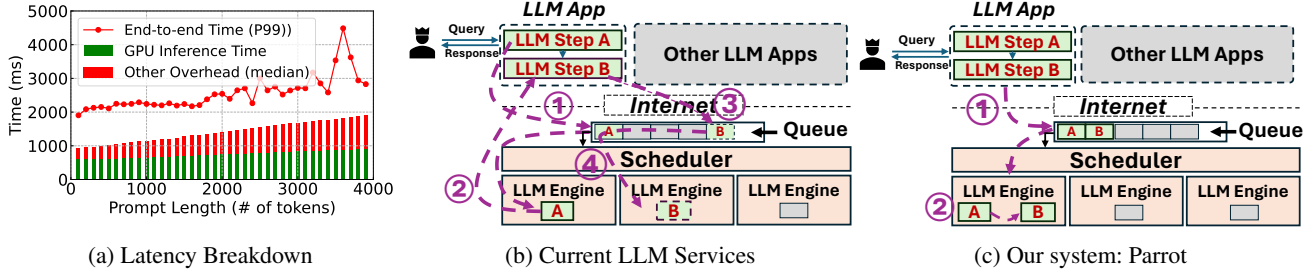 5000
4000
3000
2000
1000
0
Time (ms)
End-to-end Time (P99))
GPU Inference Time
Other Overhead (median)
0 1000 2000 3000 4000
Prompt Length (# of tokens)
(a) Latency Breakdown
LLM App
Query
Response
LLM Step A
LLM Step B
Other LLM Apps
① Internet ③
A B Queue
④
Scheduler
②
LLM Engine LLM Engine LLM Engine
A B
(b) Current LLM Services
LLM App
Query
Response
LLM Step A
LLM Step B
Other LLM Apps
① Internet
A B Queue
Scheduler
LLM Engine LLM Engine LLM Engine
② A B
(c) Our system: Parrot